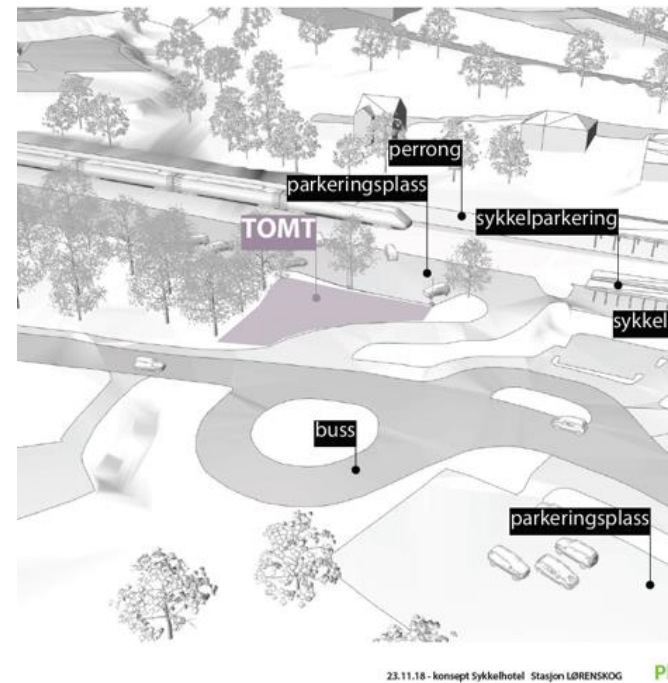 perrong
parkeringsplass
sykkelparkering
TOMT
sykkel
buss
parkeringsplass
23.11.18 - konsept Sykkelhotel Stasjon LØRENSKOG